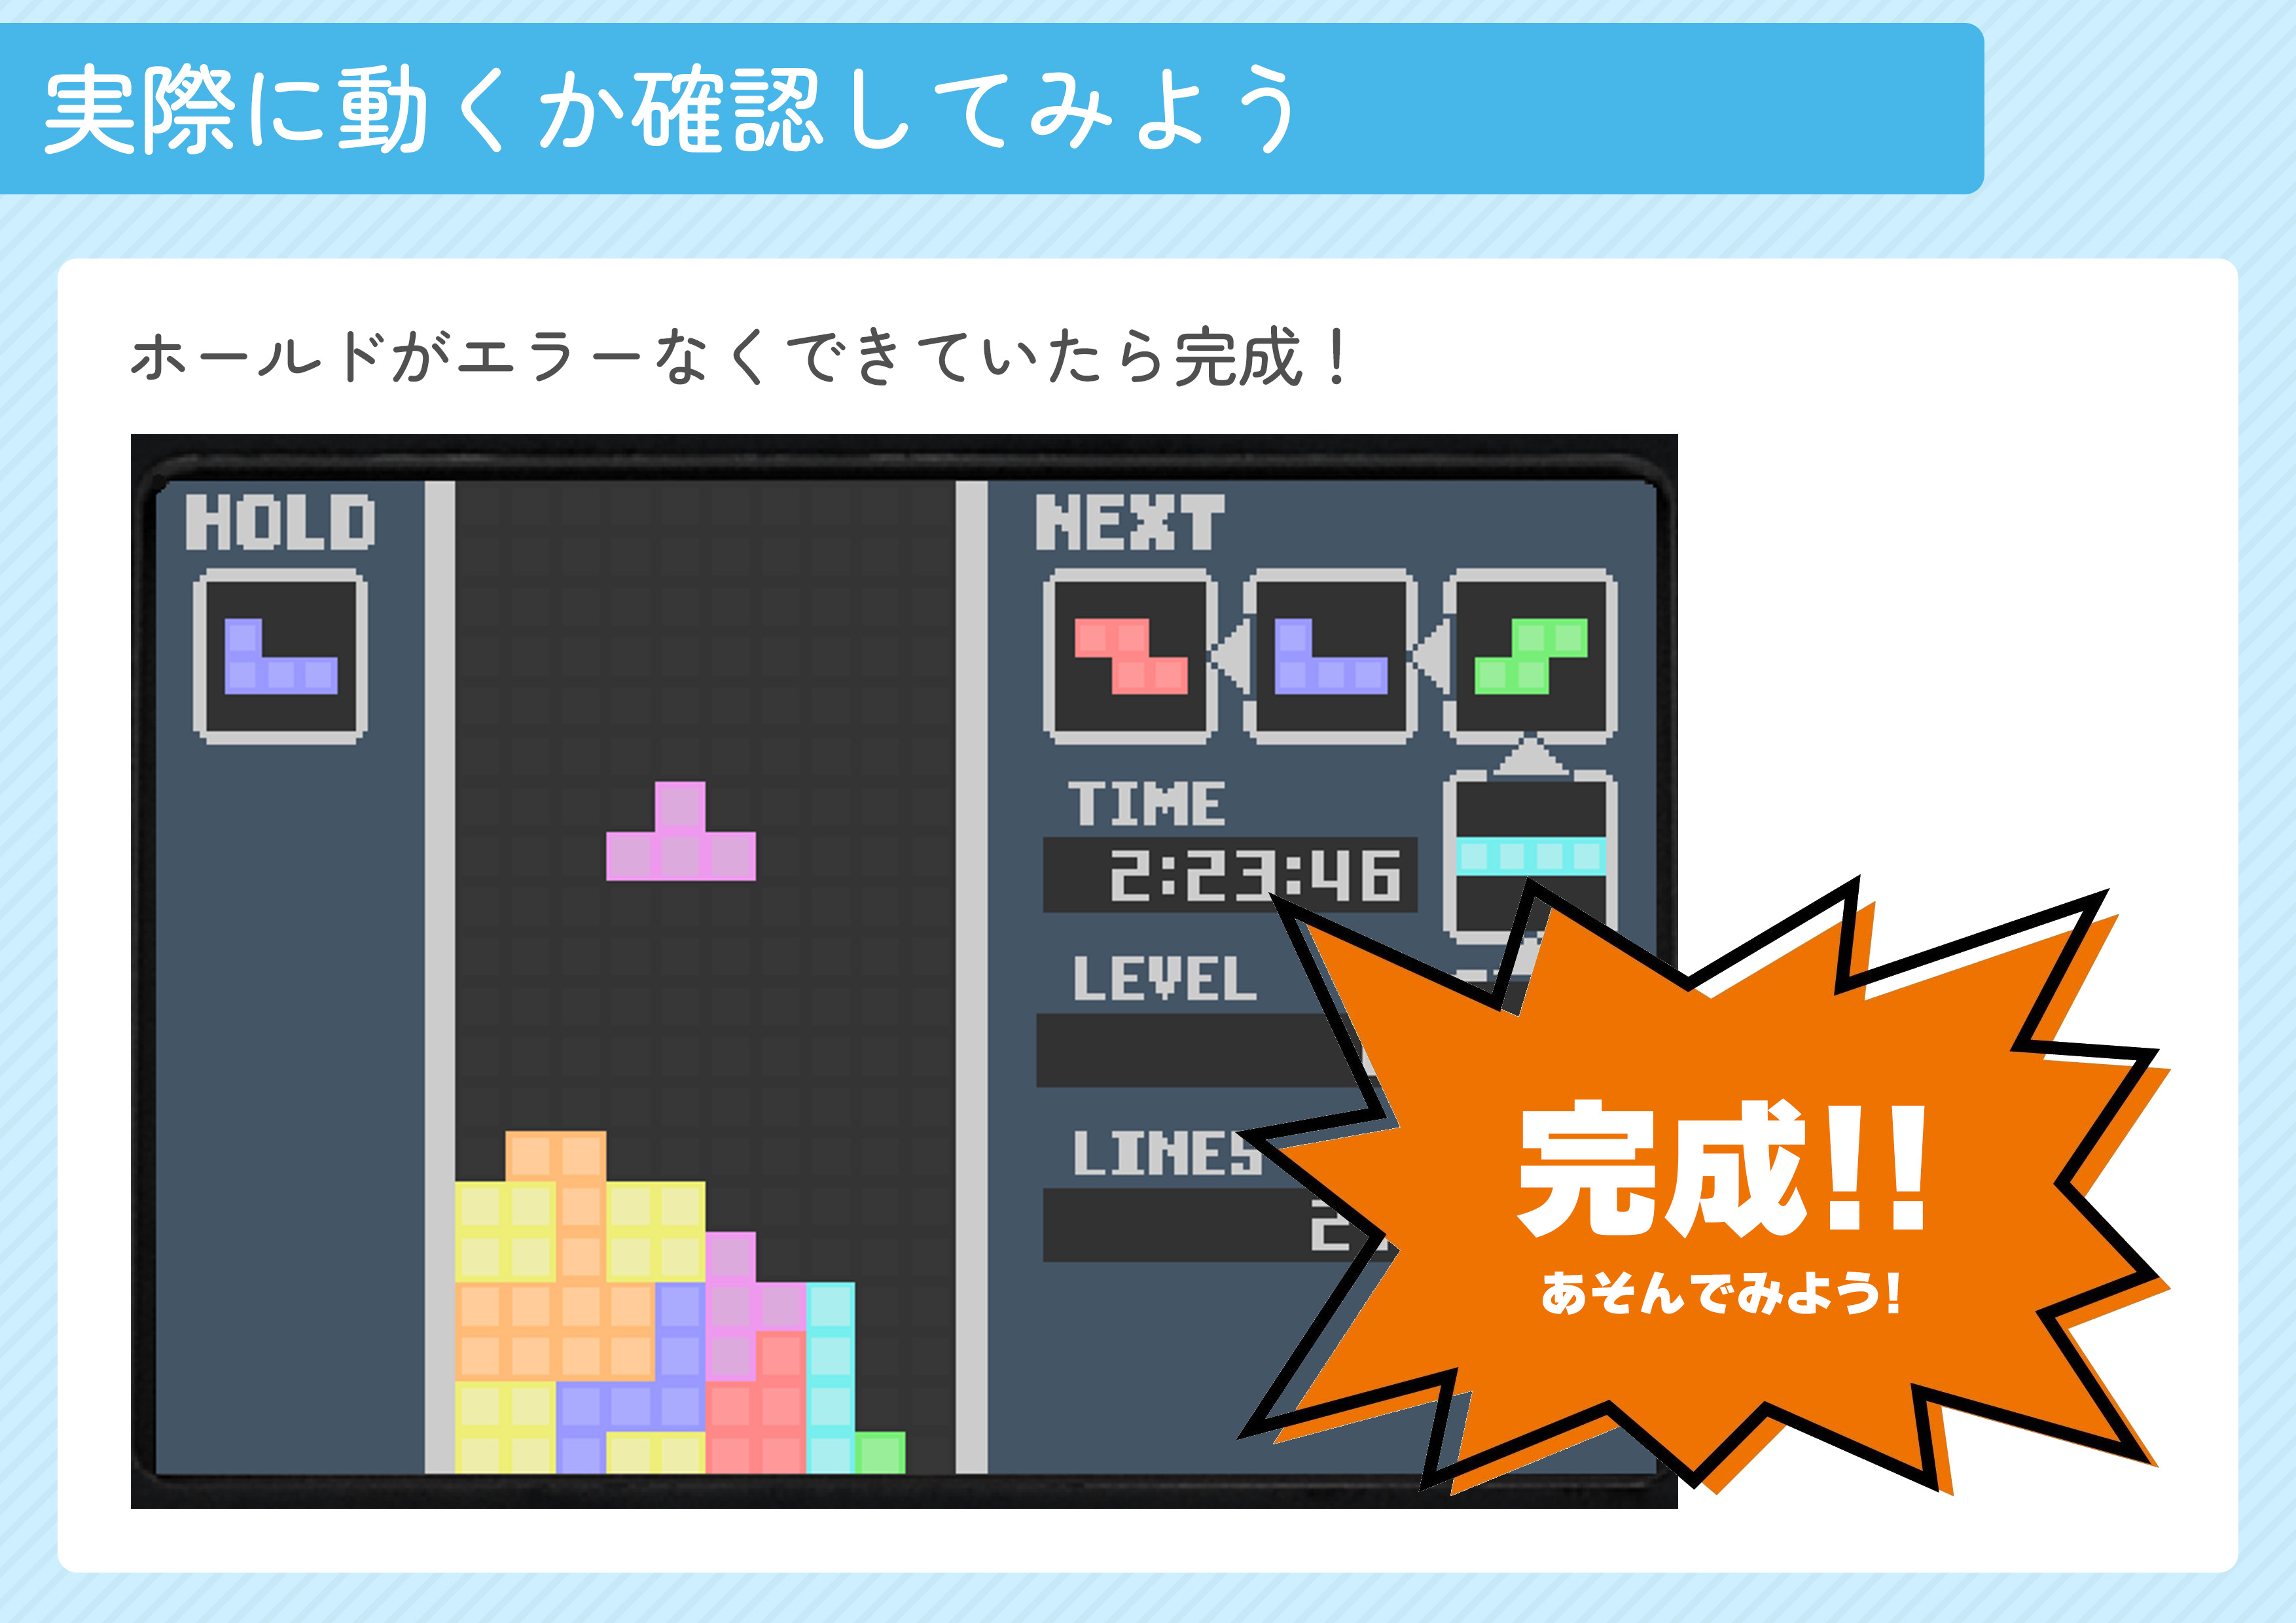 実際に動くか確認してみよう
ホールドがエラーなくできていたら完成！
HOLD
NEXT
TIME
2:23:46
LEVEL
LINES
完成!!
あそんでみよう!